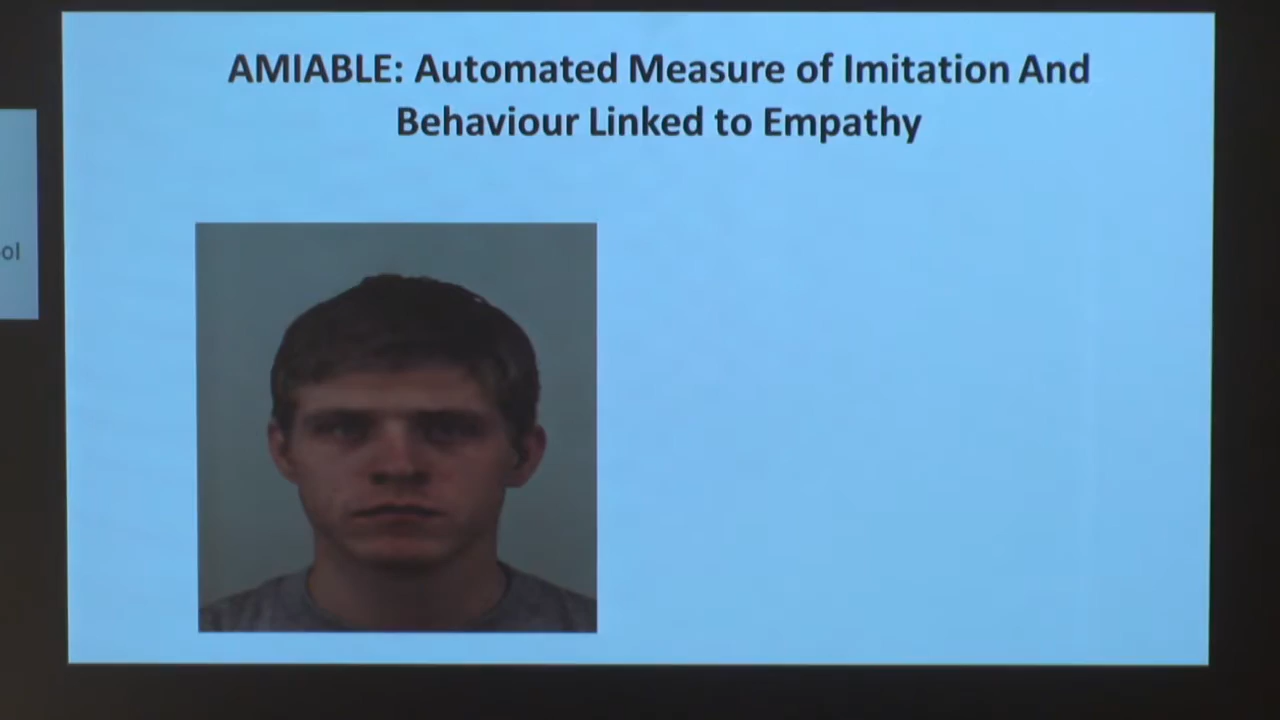 AMIABLE: Automated Measure of Imitation And
Behaviour Linked to Empathy